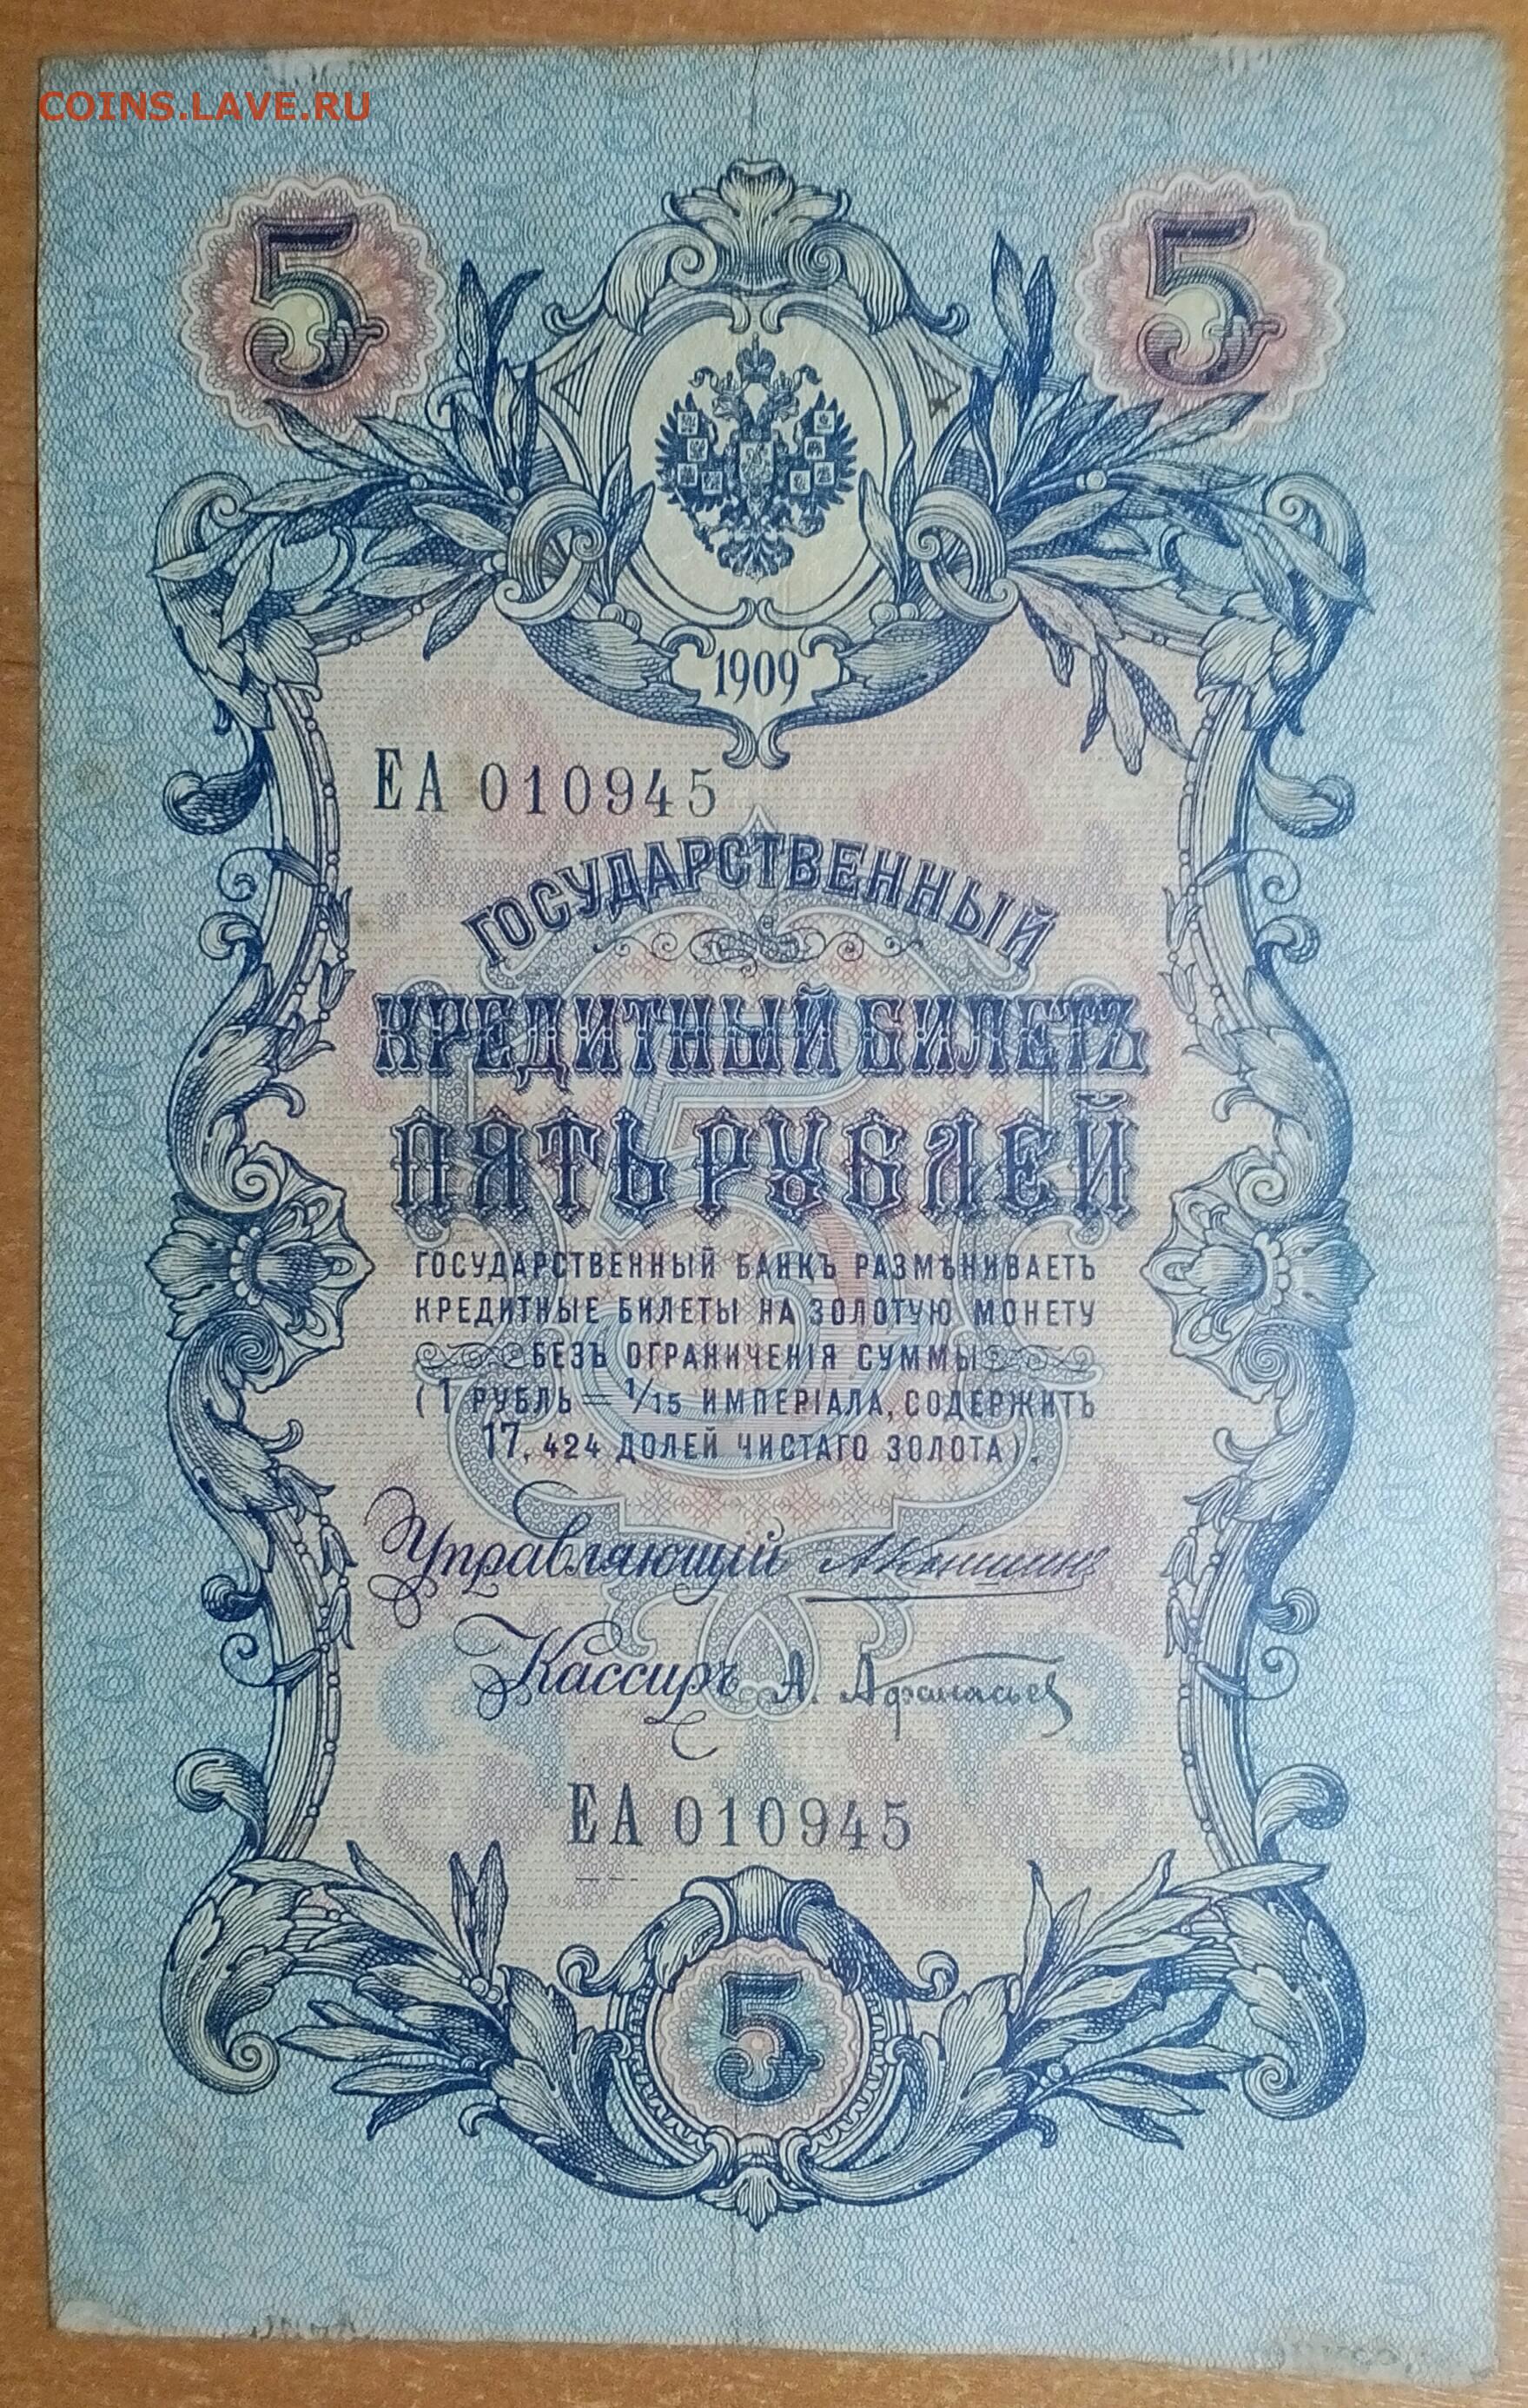 COINS.LAVE.RU
5 5
1909
ЕА 010945
ГОСУДАРСТВЕННЫЙ
КРЕДИТНЫЙ БИЛЕТЪ
ПЯТЬ РУБЛЕЙ
ГОСУДАРСТВЕННЫЙ БАНКЪ РАЗМѢНИВАЕТЪ
КРЕДИТНЫЕ БИЛЕТЫ НА ЗОЛОТУЮ МОНЕТУ
БЕЗЪ ОГРАНИЧЕНІЯ СУММЫ
(1 РУБЛЬ = 1/15 ИМПЕРІАЛА, СОДЕРЖИТЪ
17,424 ДОЛЕЙ ЧИСТАГО ЗОЛОТА).
Управляющій АКоншинъ
Кассиръ А. Афанасьев
ЕА 010945
5